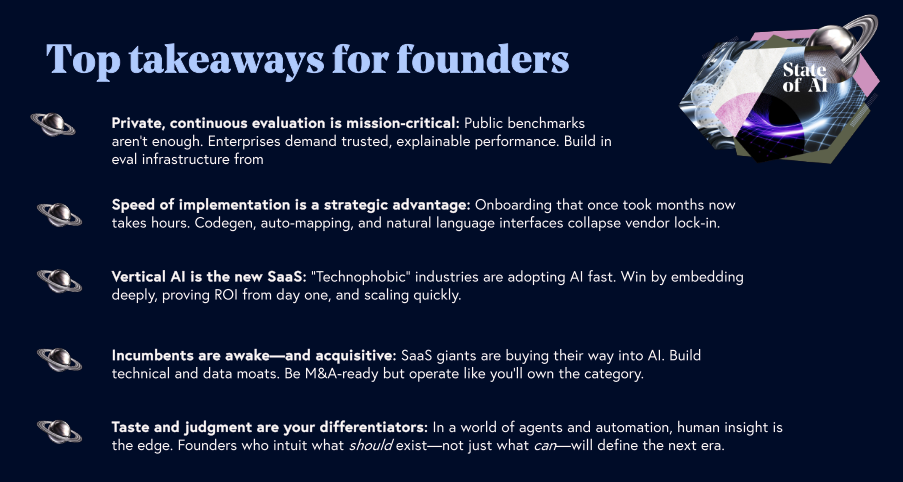 Top takeaways for founders
State
of AI
Private, continuous evaluation is mission-critical: Public benchmarks
aren't enough. Enterprises demand trusted, explainable performance. Build in
eval infrastructure from
Speed of implementation is a strategic advantage: Onboarding that once took months now
takes hours. Codegen, auto-mapping, and natural language interfaces collapse vendor lock-in.
Vertical AI is the new SaaS: "Technophobic" industries are adopting AI fast. Win by embedding
deeply, proving ROI from day one, and scaling quickly.
Incumbents are awake—and acquisitive: SaaS giants are buying their way into AI. Build
technical and data moats. Be M&A-ready but operate like you'll own the category.
Taste and judgment are your differentiators: In a world of agents and automation, human insight is
the edge. Founders who intuit what should exist—not just what can—will define the next era.